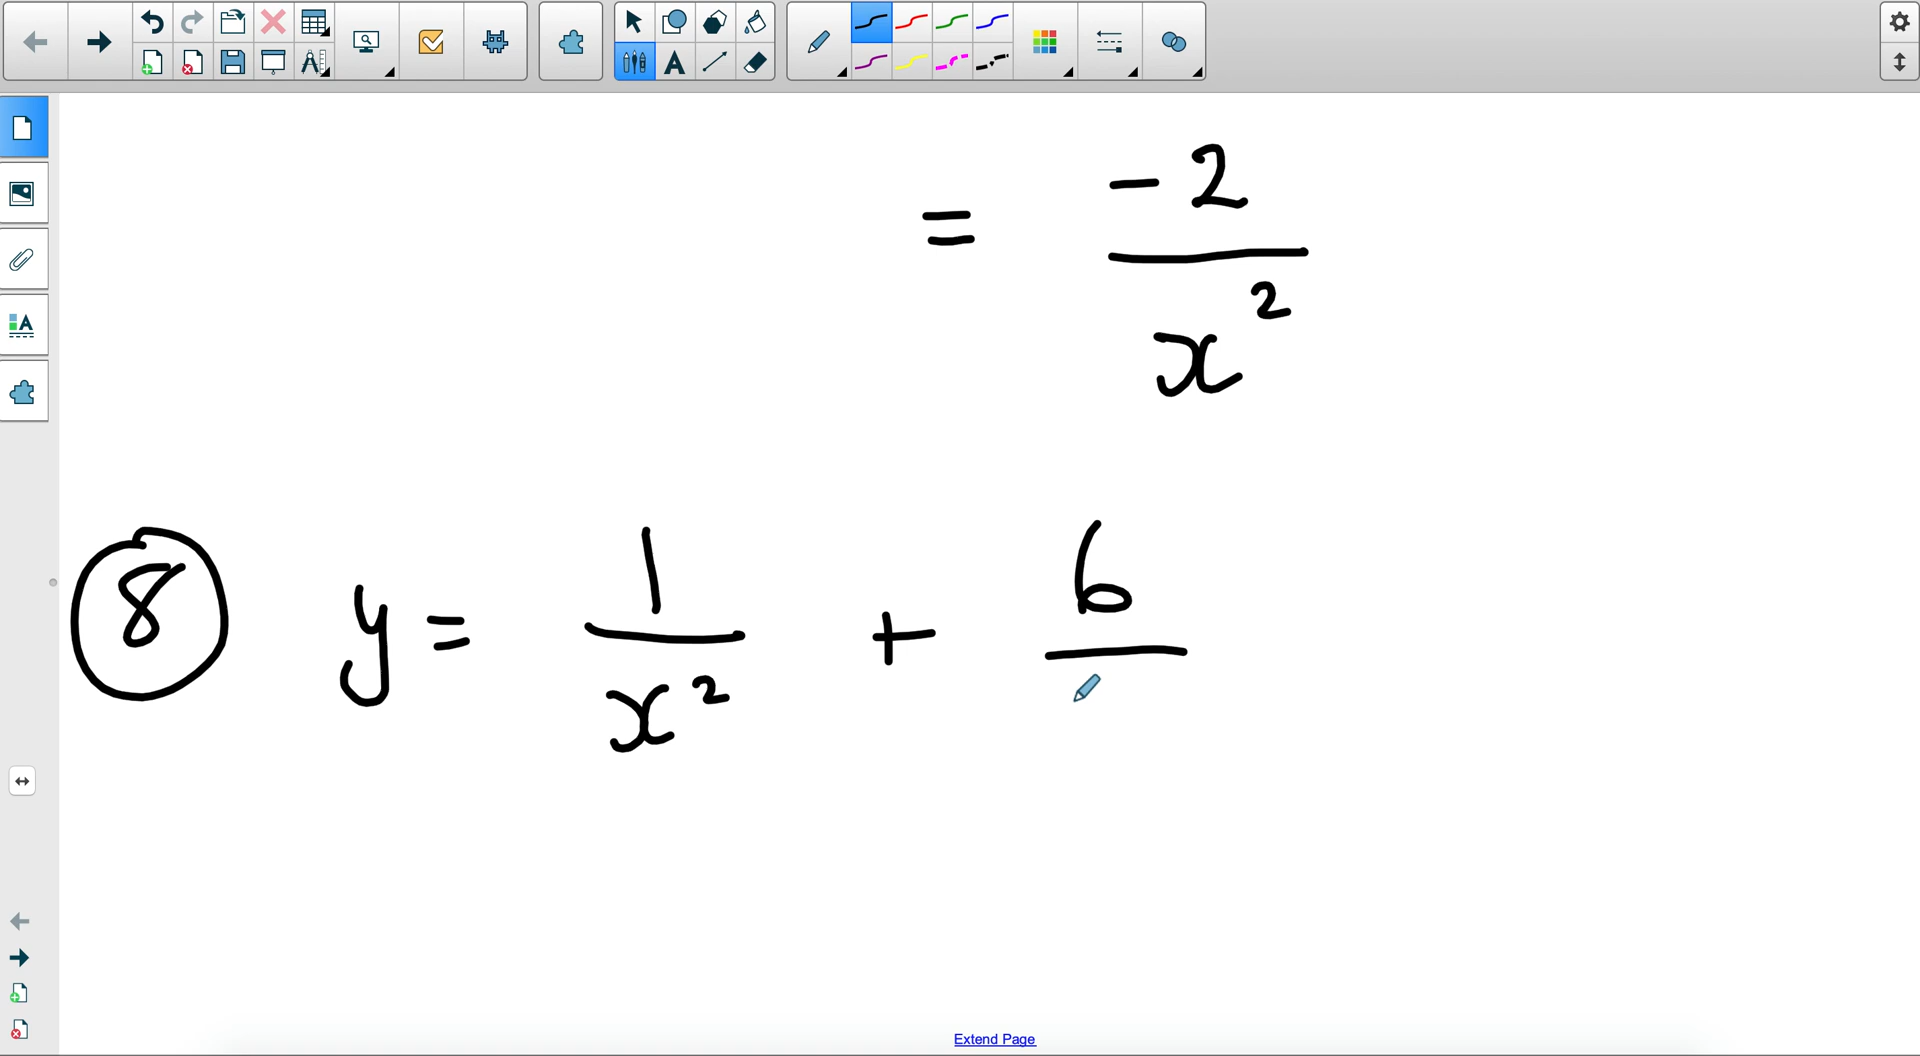 = -2/x²
8 y = 1/x² + 6/
Extend Page